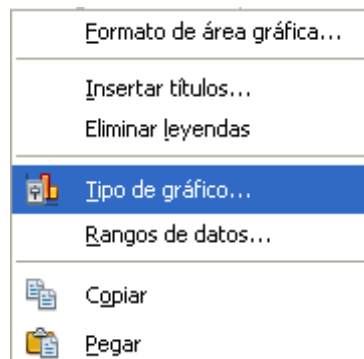 Formato de área gráfica...
Insertar títulos...
Eliminar leyendas
Tipo de gráfico...
Rangos de datos...
Copiar
Pegar